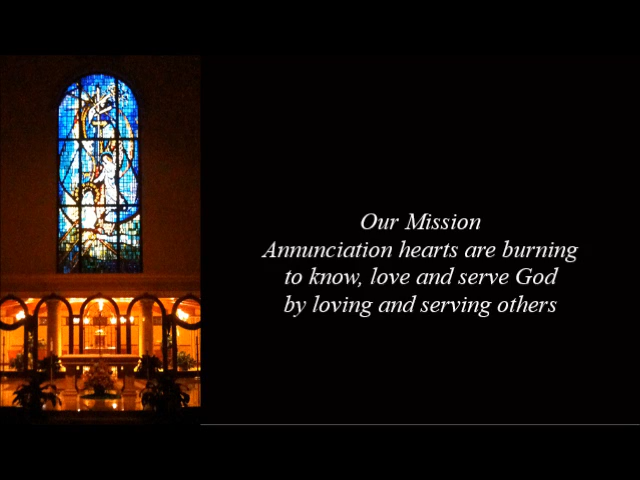 Our Mission
Annunciation hearts are burning
to know, love and serve God
by loving and serving others